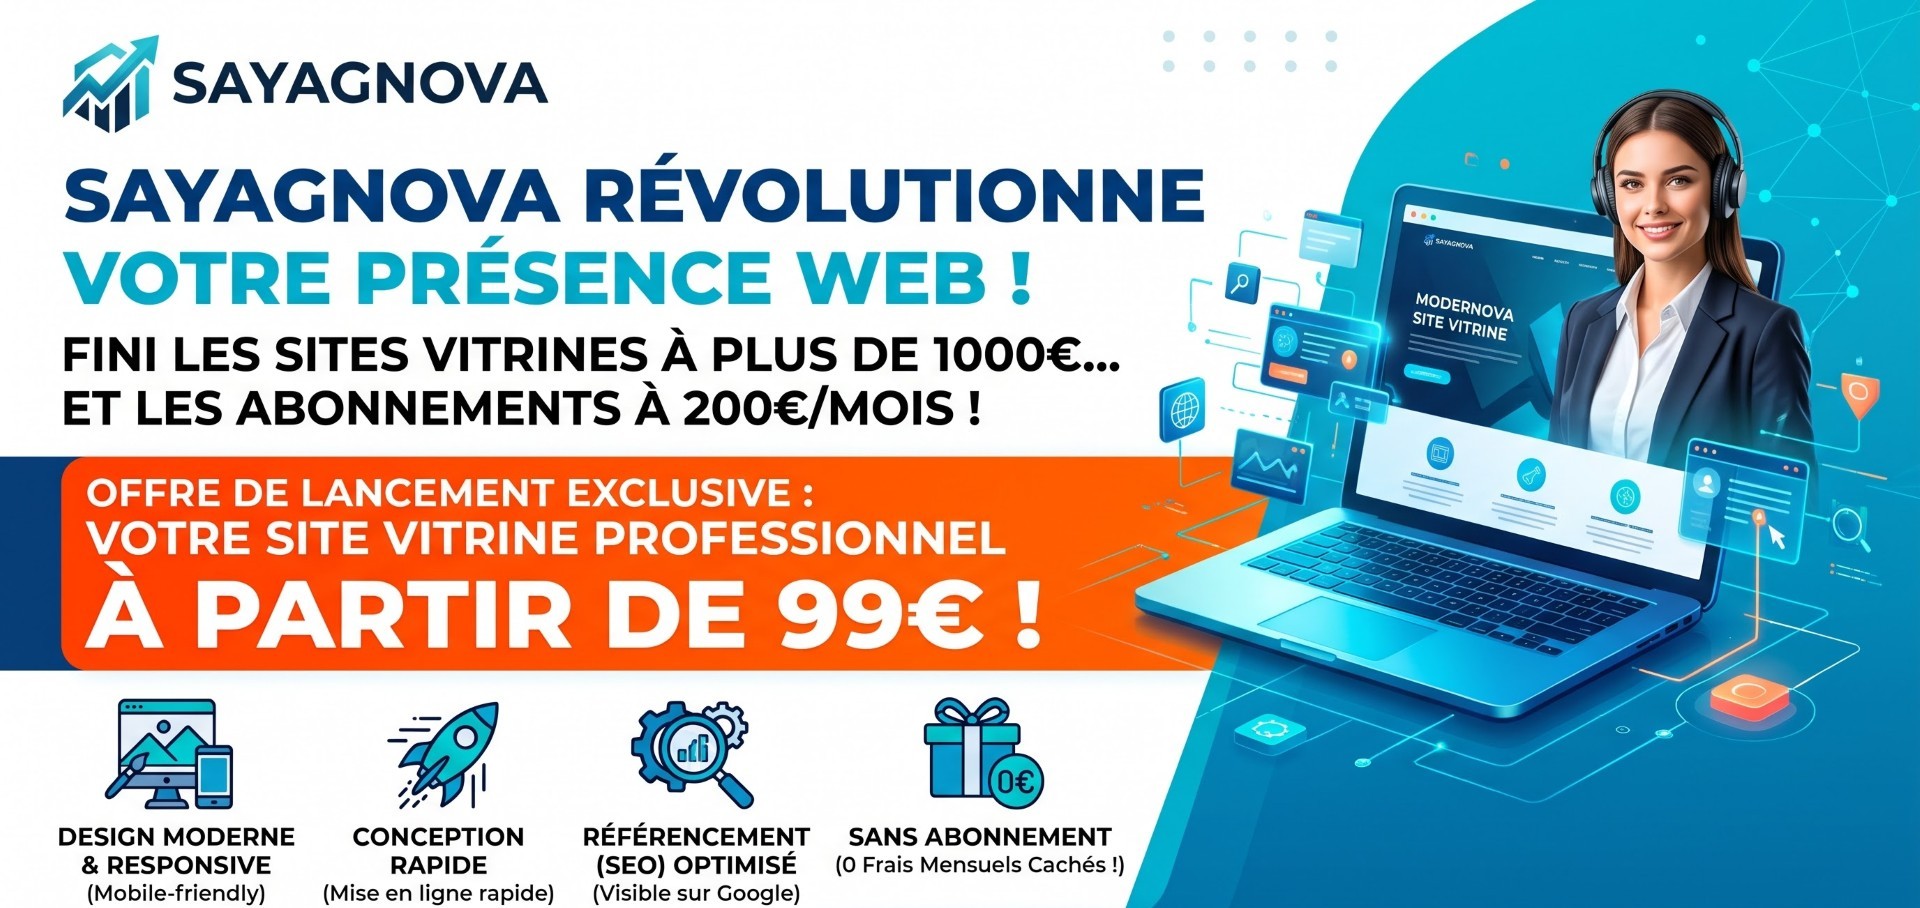 SAYAGNOVA
SAYAGNOVA RÉVOLUTIONNE
VOTRE PRÉSENCE WEB !
FINI LES SITES VITRINES À PLUS DE 1000€...
ET LES ABONNEMENTS À 200€/MOIS !
OFFRE DE LANCEMENT EXCLUSIVE :
VOTRE SITE VITRINE PROFESSIONNEL
À PARTIR DE 99€ !
SAYAGNOVA
MODERNOVA
SITE VITRINE
0€
DESIGN MODERNE
& RESPONSIVE
(Mobile-friendly)
CONCEPTION
RAPIDE
(Mise en ligne rapide)
RÉFÉRENCEMENT
(SEO) OPTIMISÉ
(Visible sur Google)
SANS ABONNEMENT
(0 Frais Mensuels Cachés !)